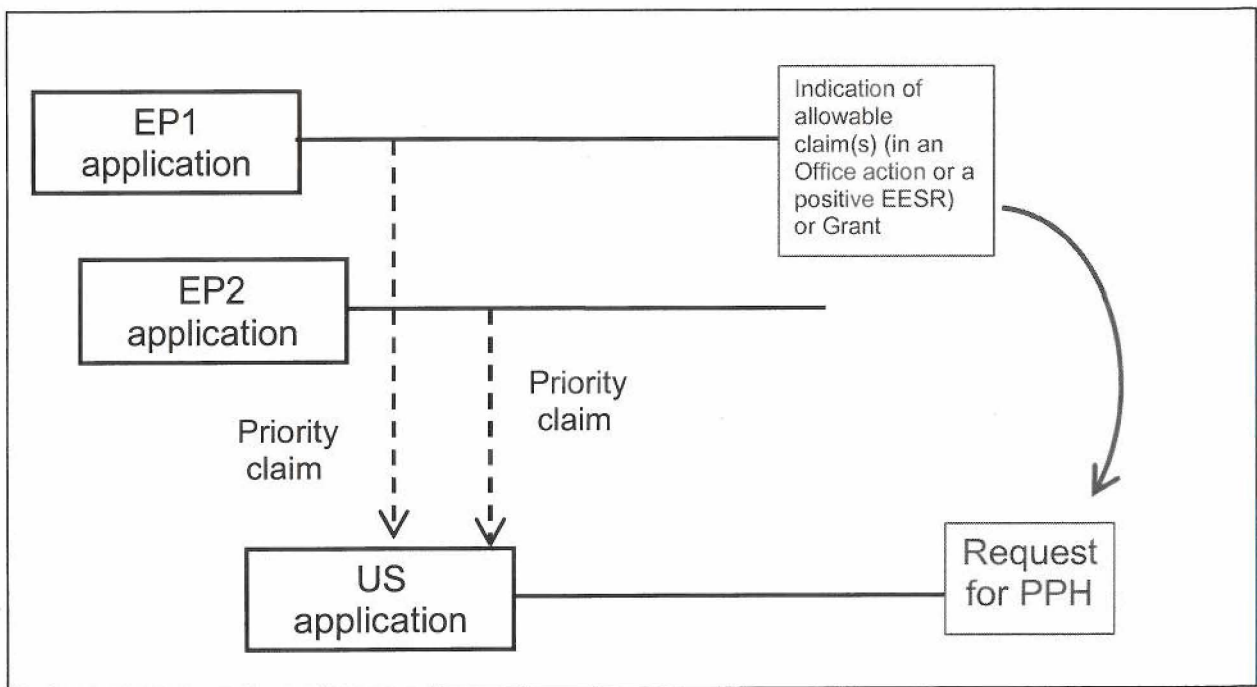 EP1
application
Indication of
allowable
claim(s) (in an
Office action or a
positive EESR)
or Grant
EP2
application
Priority
claim
Priority
claim
US
application
Request
for PPH